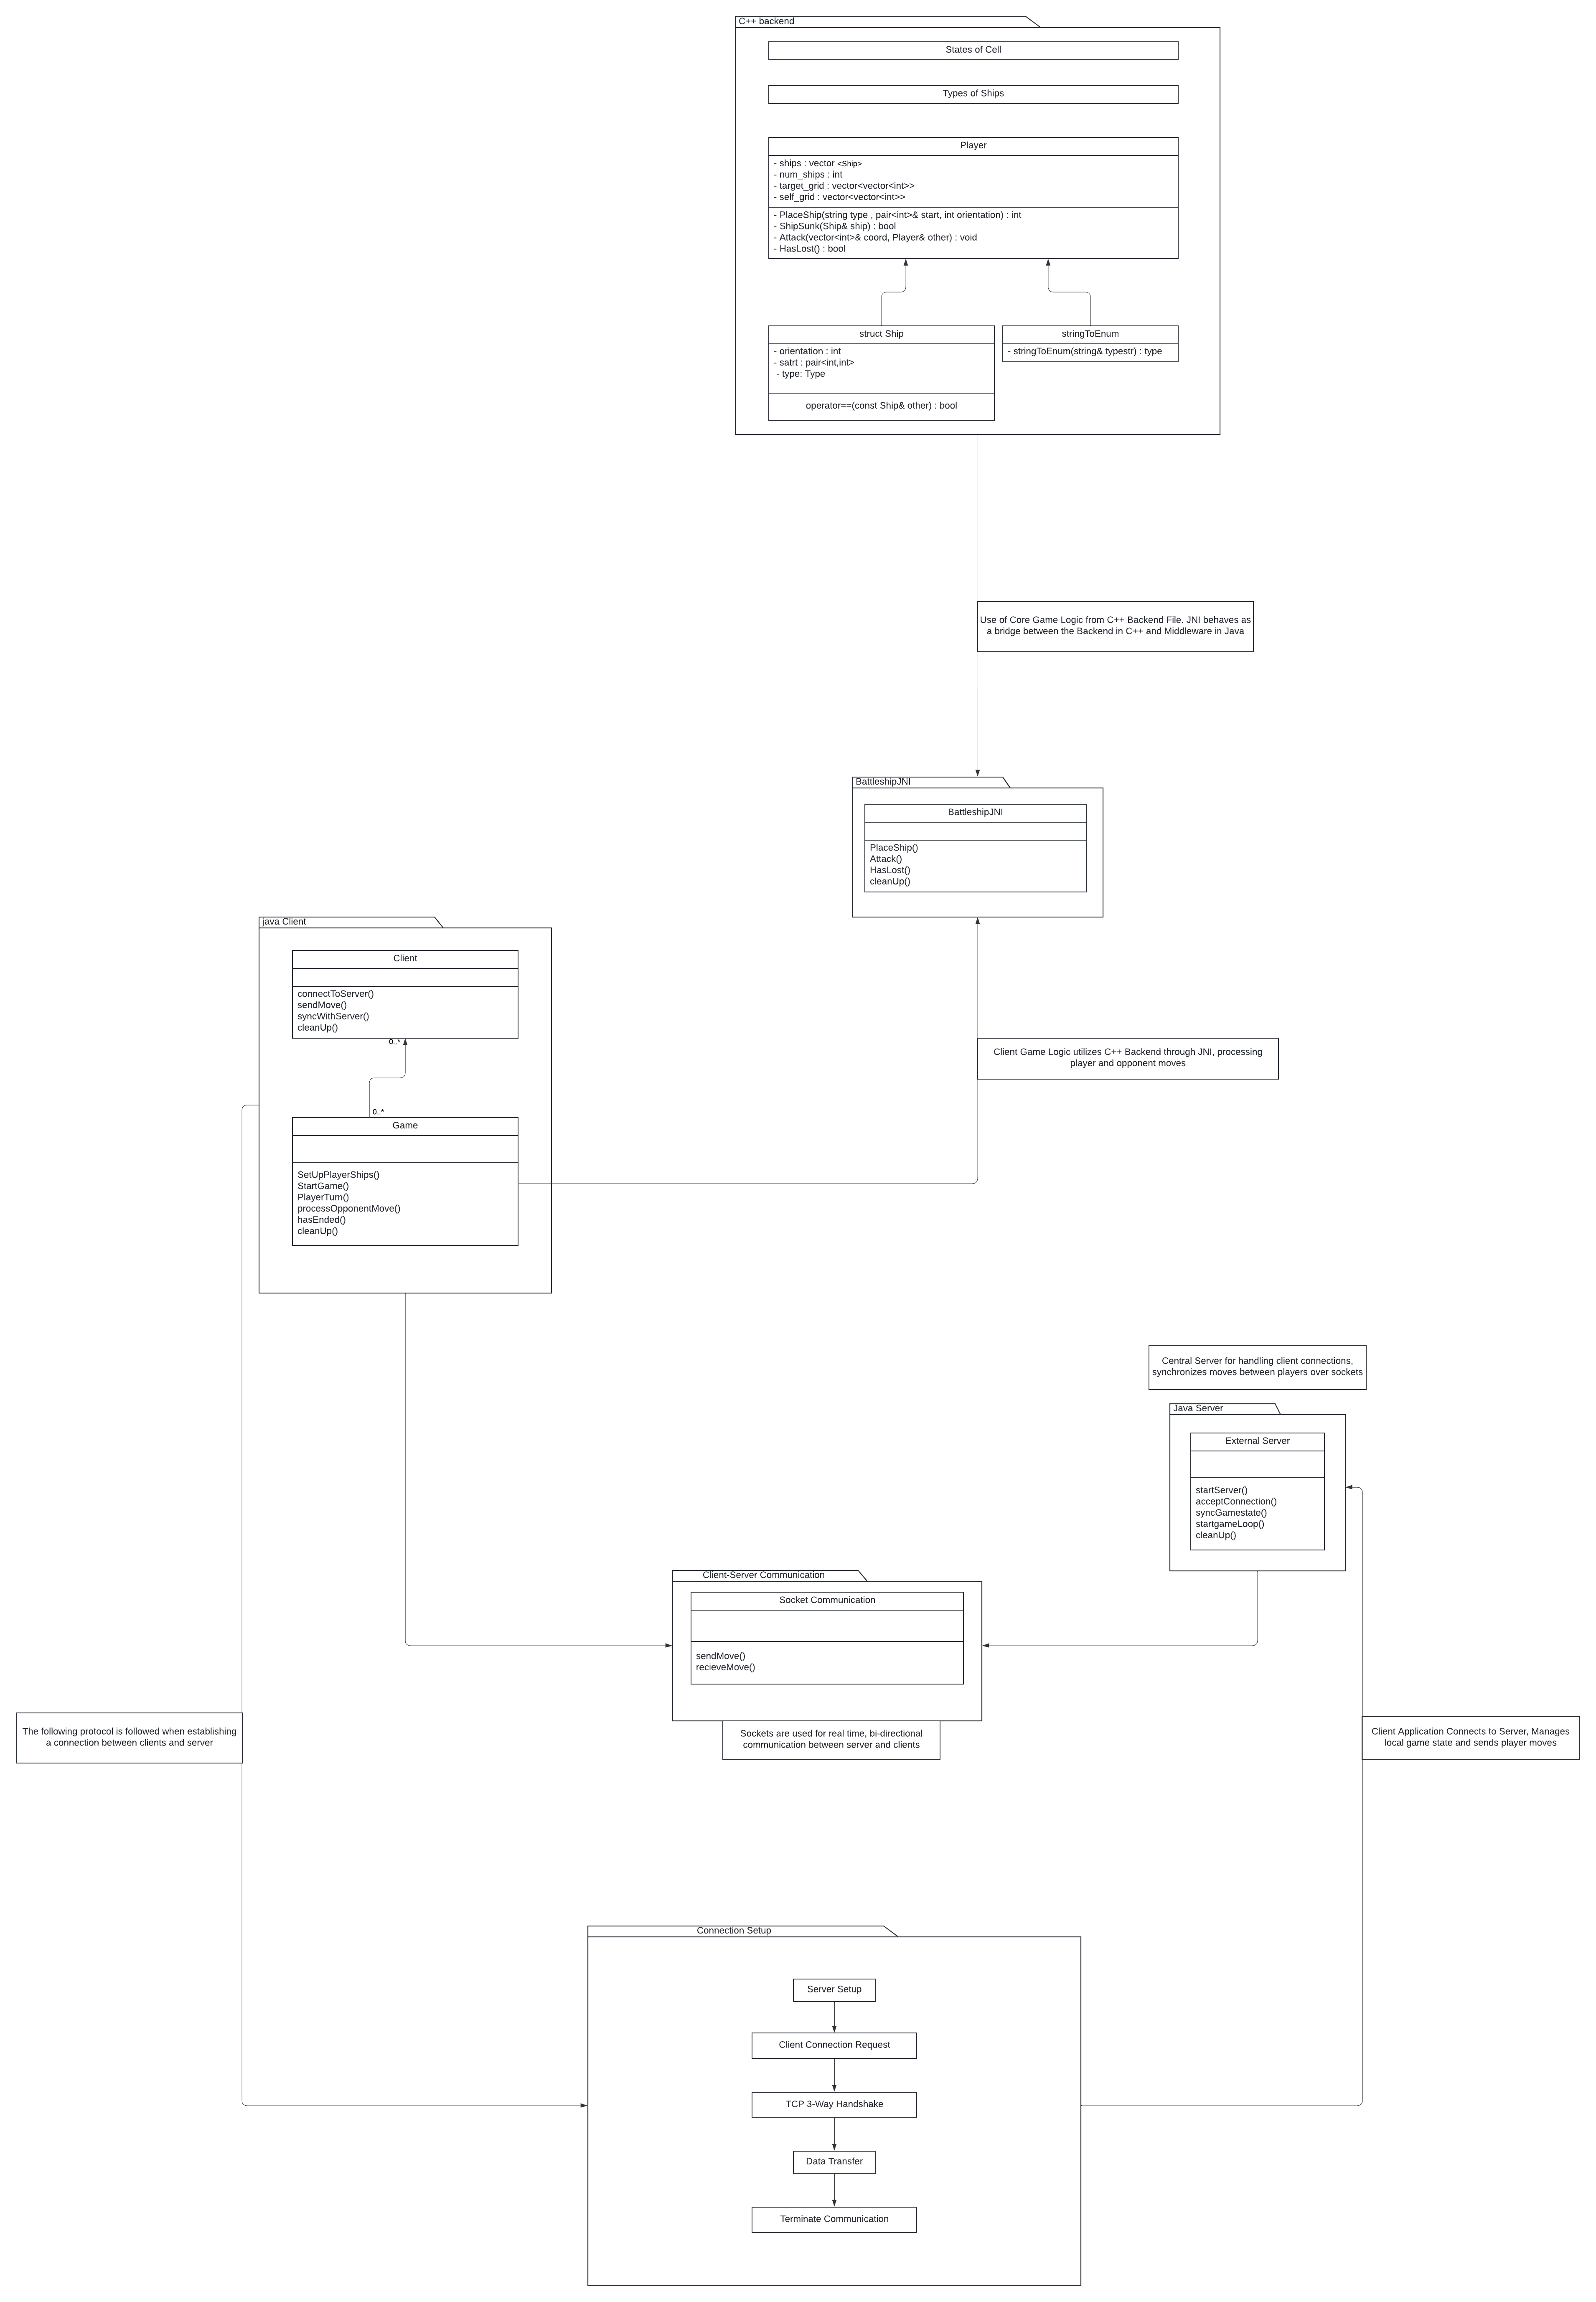 C++ backend
States of Cell
Types of Ships
Player
- ships : vector <Ship>
- num_ships : int
- target_grid : vector<vector<int>>
- self_grid : vector<vector<int>>
- PlaceShip(string type , pair<int>& start, int orientation) : int
- ShipSunk(Ship& ship) : bool
- Attack(vector<int>& coord, Player& other) : void
- HasLost() : bool
struct Ship
- orientation : int
- satrt : pair<int,int>
- type: Type
operator==(const Ship& other) : bool
stringToEnum
- stringToEnum(string& typestr) : type
Use of Core Game Logic from C++ Backend File. JNI behaves as
a bridge between the Backend in C++ and Middleware in Java
BattleshipJNI
BattleshipJNI
PlaceShip()
Attack()
HasLost()
cleanUp()
java Client
Client
connectToServer()
sendMove()
syncWithServer()
cleanUp()
0..*
0..*
Game
SetUpPlayerShips()
StartGame()
PlayerTurn()
processOpponentMove()
hasEnded()
cleanUp()
Client Game Logic utilizes C++ Backend through JNI, processing
player and opponent moves
Central Server for handling client connections,
synchronizes moves between players over sockets
Java Server
External Server
startServer()
acceptConnection()
syncGamestate()
startgameLoop()
cleanUp()
Client-Server Communication
Socket Communication
sendMove()
recieveMove()
Sockets are used for real time, bi-directional
communication between server and clients
The following protocol is followed when establishing
a connection between clients and server
Client Application Connects to Server, Manages
local game state and sends player moves
Connection Setup
Server Setup
Client Connection Request
TCP 3-Way Handshake
Data Transfer
Terminate Communication